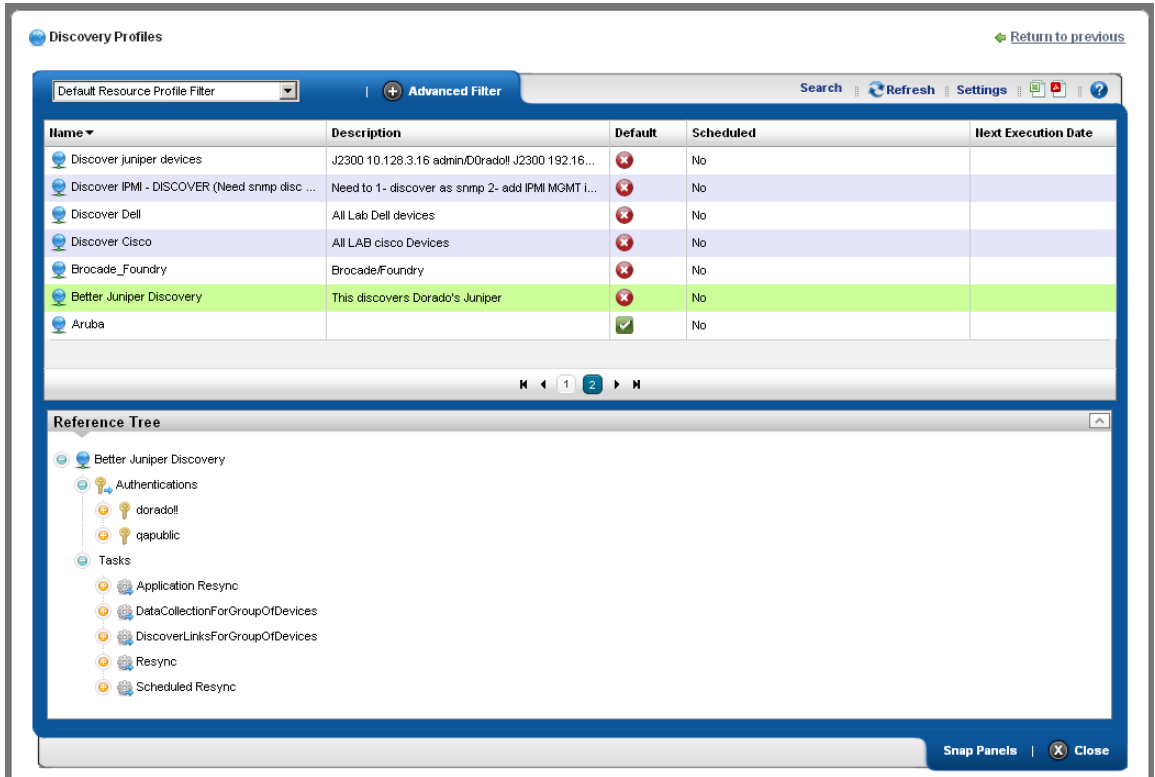 Discovery Profiles
Return to previous
Default Resource Profile Filter | Advanced Filter Search Refresh Settings
Name Description Default Scheduled Next Execution Date
Discover juniper devices J2300 10.128.3.16 admin/D0rado!! J2300 192.16... No
Discover IPMI - DISCOVER (Need snmp disc ... Need to 1- discover as snmp 2- add IPMI MGMT i... No
Discover Dell All Lab Dell devices No
Discover Cisco All LAB cisco Devices No
Brocade_Foundry Brocade/Foundry No
Better Juniper Discovery This discovers Dorado's Juniper No
Aruba No
1 2
Reference Tree
Better Juniper Discovery
Authentications
dorado!!
qapublic
Tasks
Application Resync
DataCollectionForGroupOfDevices
DiscoverLinksForGroupOfDevices
Resync
Scheduled Resync
Snap Panels | X Close